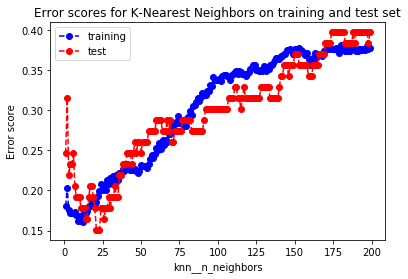 Error scores for K-Nearest Neighbors on training and test set
training
test
Error score
0.40
0.35
0.30
0.25
0.20
0.15
0 25 50 75 100 125 150 175 200
knn__n_neighbors